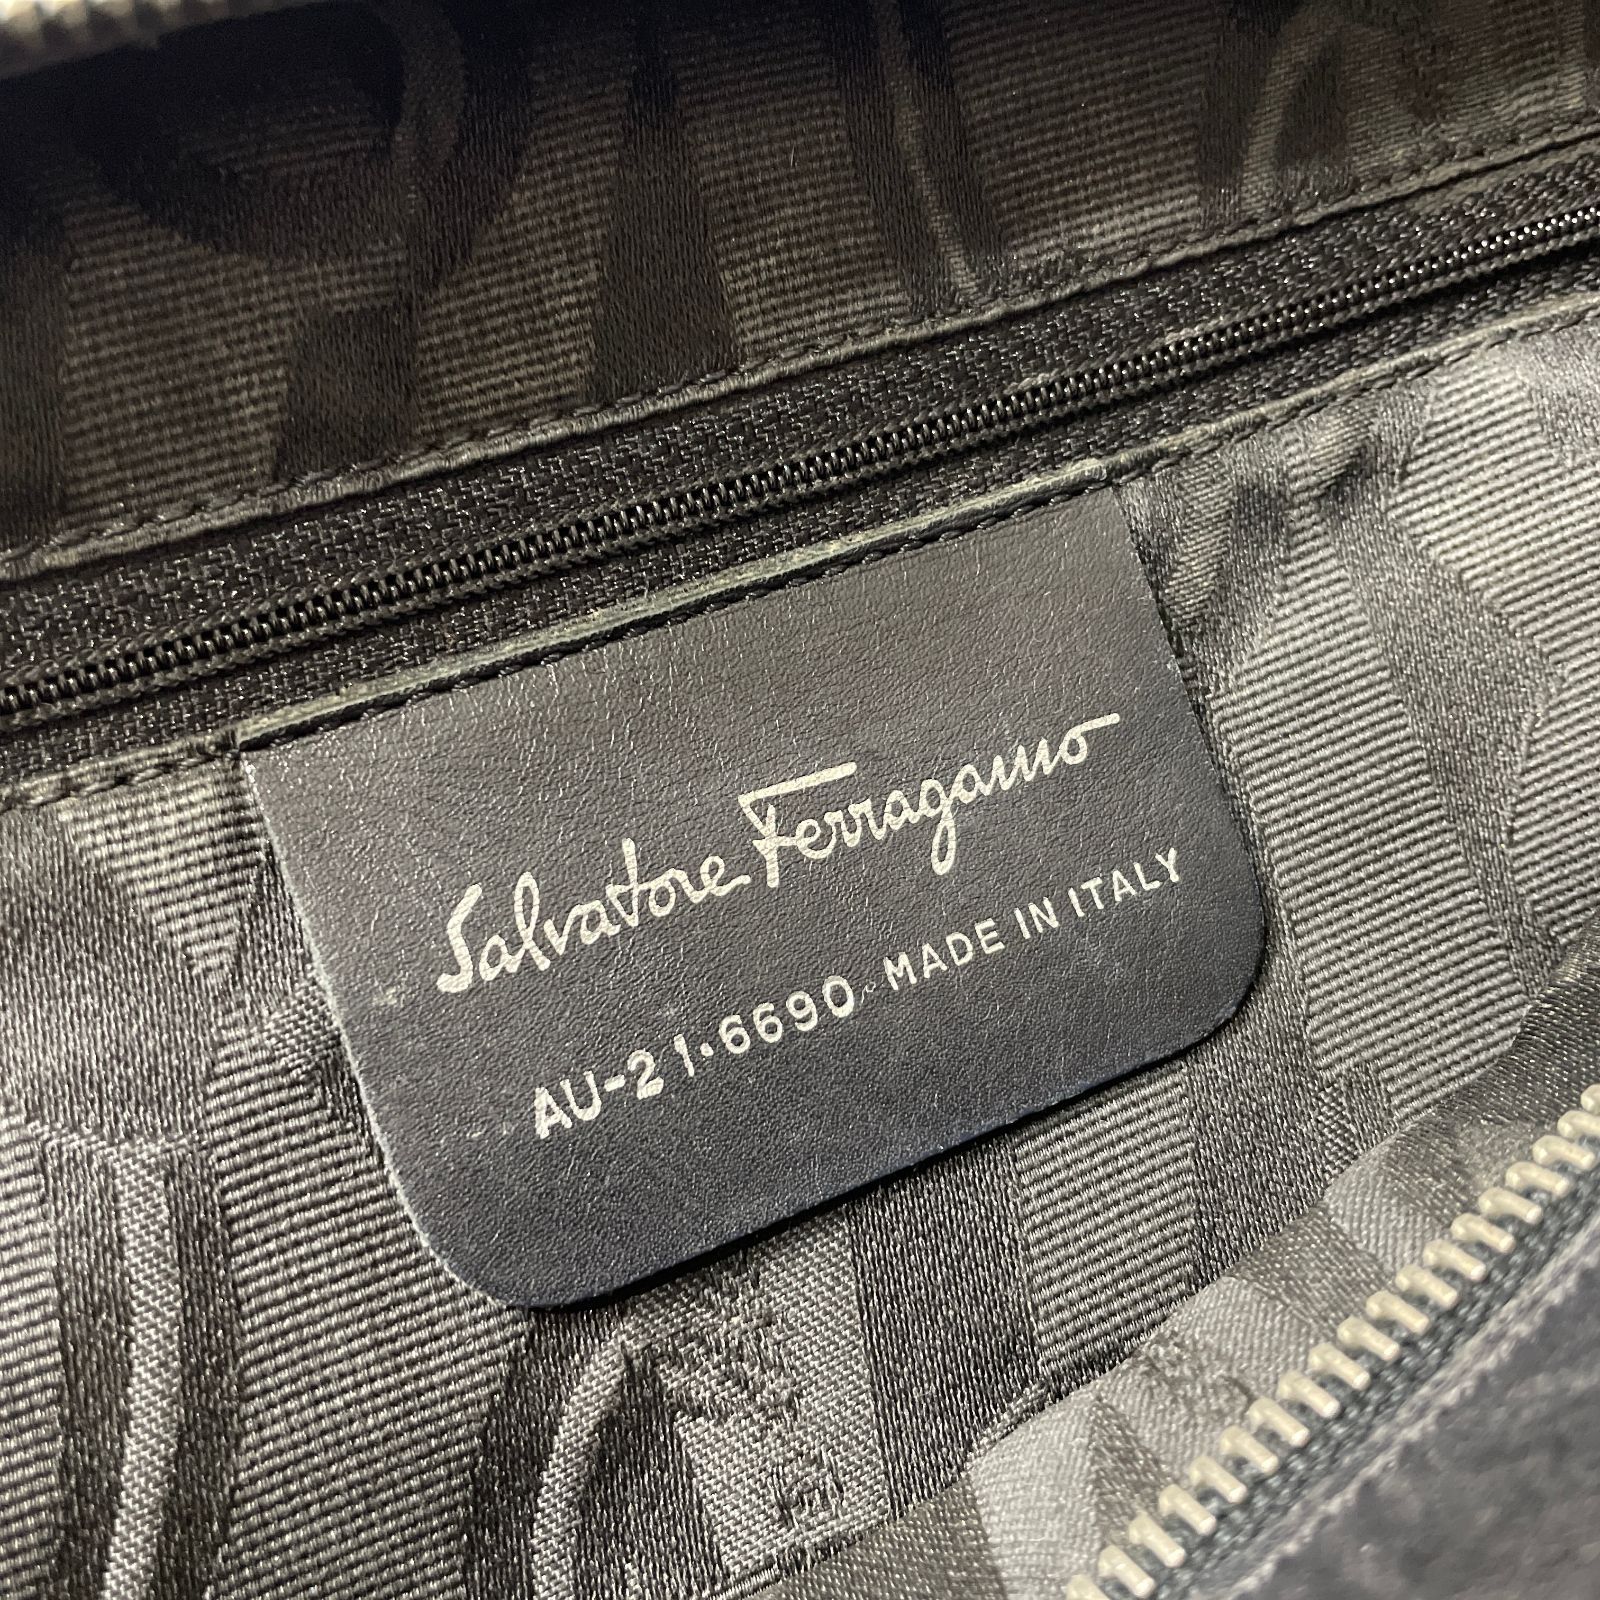 Salvatore Ferragamo
AU-21·6690 MADE IN ITALY